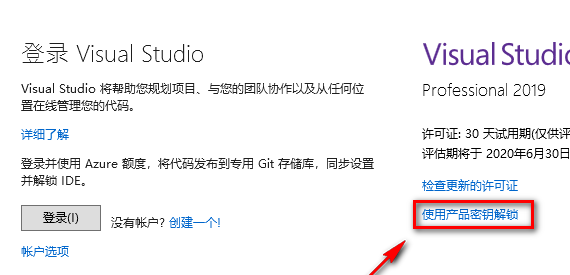 登录 Visual Studio
Visual Studio 将帮助您规划项目、与您的团队协作以及从任何位
置在线管理您的代码。
详细了解
登录并使用 Azure 额度，将代码发布到专用 Git 存储库，同步设置
并解锁 IDE。
登录(I)
没有帐户? 创建一个!
帐户选项
Visual Studio
Professional 2019
许可证: 30 天试用期(仅供评
评估期将于 2020年6月30日
检查更新的许可证
使用产品密钥解锁